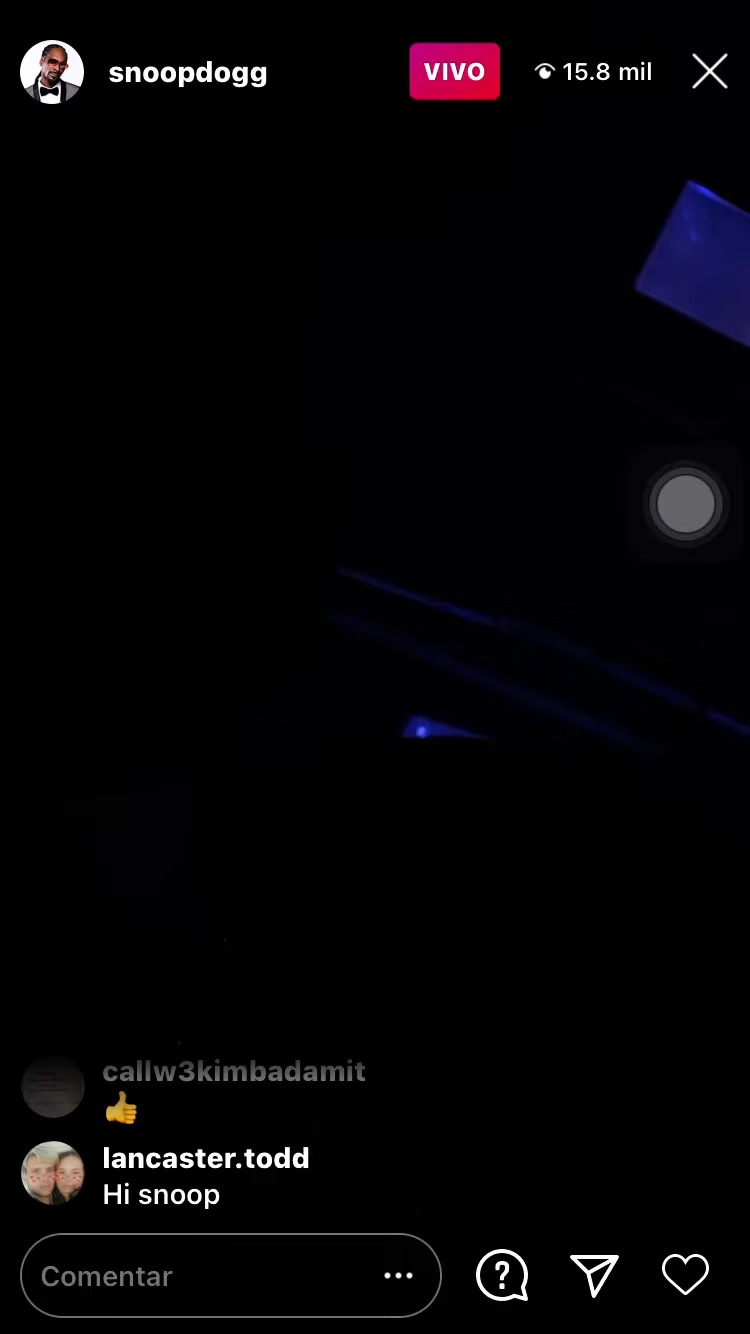 snoopdogg
VIVO
15.8 mil
callw3kimbadamit
👍
lancaster.todd
Hi snoop
Comentar